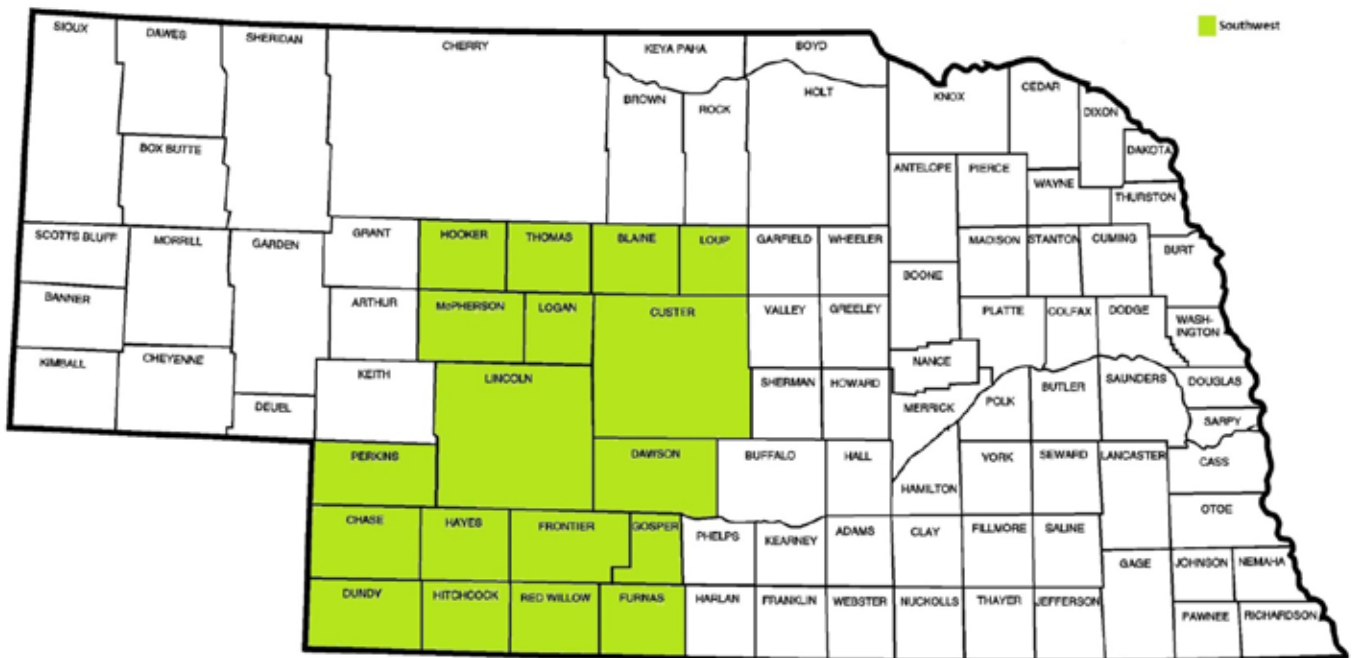 Southwest
SIOUX
DAWES
SHERIDAN
CHERRY
KEYA PAHA
BOYD
BROWN
ROCK
HOLT
KNOX
CEDAR
DIXON
DAKOTA
BOX BUTTE
ANTELOPE
PIERCE
WAYNE
THURSTON
SCOTTS BLUFF
MORRILL
GARDEN
GRANT
HOOKER
THOMAS
BLAINE
LOUP
GARFIELD
WHEELER
MADISON
STANTON
CUMING
BURT
BANNER
ARTHUR
McPHERSON
LOGAN
CUSTER
VALLEY
GREELEY
BOONE
PLATTE
COLFAX
DODGE
WASH-
INGTON
KIMBALL
CHEYENNE
DEUEL
KEITH
LINCOLN
SHERMAN
HOWARD
NANCE
MERRICK
POLK
BUTLER
SAUNDERS
DOUGLAS
SARPY
PERKINS
DAWSON
BUFFALO
HALL
HAMILTON
YORK
SEWARD
LANCASTER
CASS
OTOE
CHASE
HAYES
FRONTIER
GOSPER
PHELPS
KEARNEY
ADAMS
CLAY
FILLMORE
SALINE
GAGE
JOHNSON
NEMAHA
DUNDY
HITCHCOCK
RED WILLOW
FURNAS
HARLAN
FRANKLIN
WEBSTER
NUCKOLLS
THAYER
JEFFERSON
PAWNEE
RICHARDSON